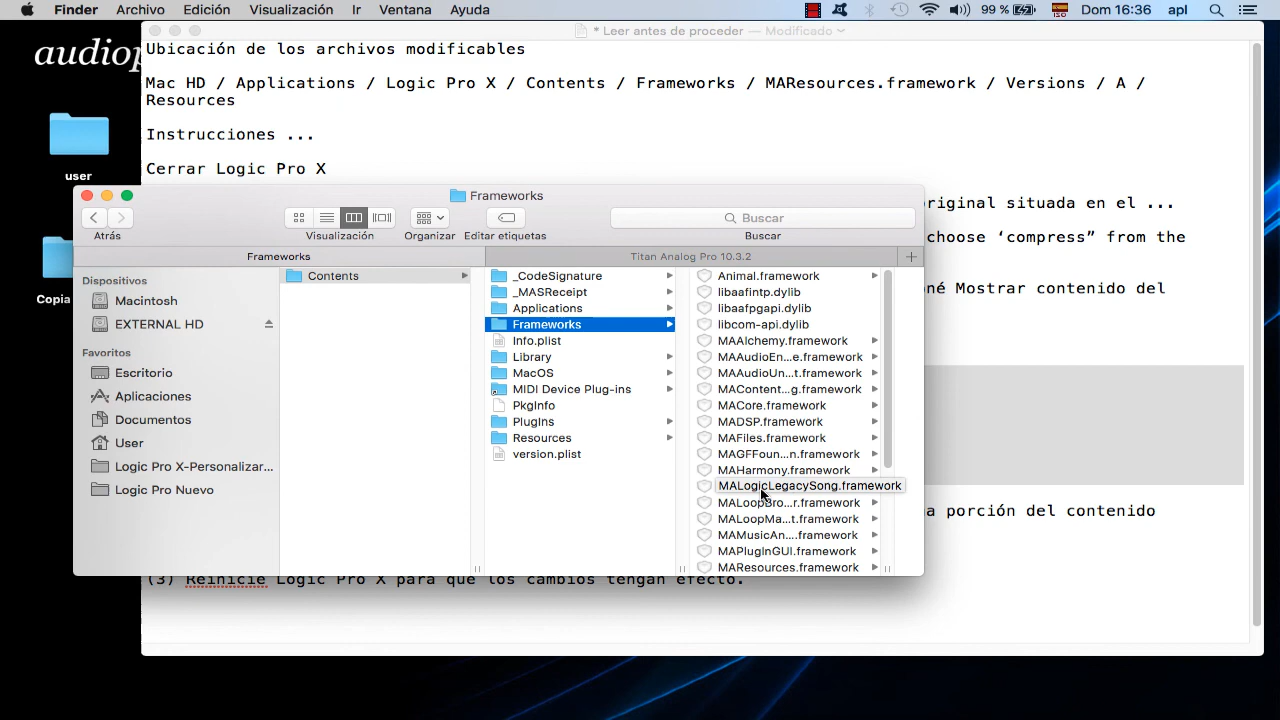 Finder Archivo Edición Visualización Ir Ventana Ayuda 99 % ISO Dom 16:36 apl
audiop
user
Copia
* Leer antes de proceder — Modificado
Ubicación de los archivos modificables
Mac HD / Applications / Logic Pro X / Contents / Frameworks / MAResources.framework / Versions / A /
Resources
Instrucciones ...
Cerrar Logic Pro X
original situada en el ...
choose ‘compress” from the
oné Mostrar contenido del
a porción del contenido
(3) Reinicie Logic Pro X para que los cambios tengan efecto.
Frameworks
Buscar
Atrás Visualización Organizar Editar etiquetas Buscar
Frameworks Titan Analog Pro 10.3.2 +
Dispositivos
Macintosh
EXTERNAL HD
Favoritos
Escritorio
Aplicaciones
Documentos
User
Logic Pro X-Personalizar...
Logic Pro Nuevo
Contents
_CodeSignature
_MASReceipt
Applications
Frameworks
Info.plist
Library
MacOS
MIDI Device Plug-ins
PkgInfo
PlugIns
Resources
version.plist
Animal.framework
libaafintp.dylib
libaafpgapi.dylib
libcom-api.dylib
MAAlchemy.framework
MAAudioEn...e.framework
MAAudioUn...t.framework
MAContent...g.framework
MACore.framework
MADSP.framework
MAFiles.framework
MAGFFoun...n.framework
MAHarmony.framework
MALogicLegacySong.framework
MALoopBro...r.framework
MALoopMa...t.framework
MAMusicAn....framework
MAPluginGUI.framework
MAResources.framework